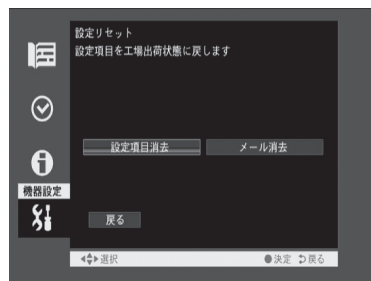 設定リセット
設定項目を工場出荷状態に戻します
設定項目消去
メール消去
機器設定
戻る
選択
決定 戻る